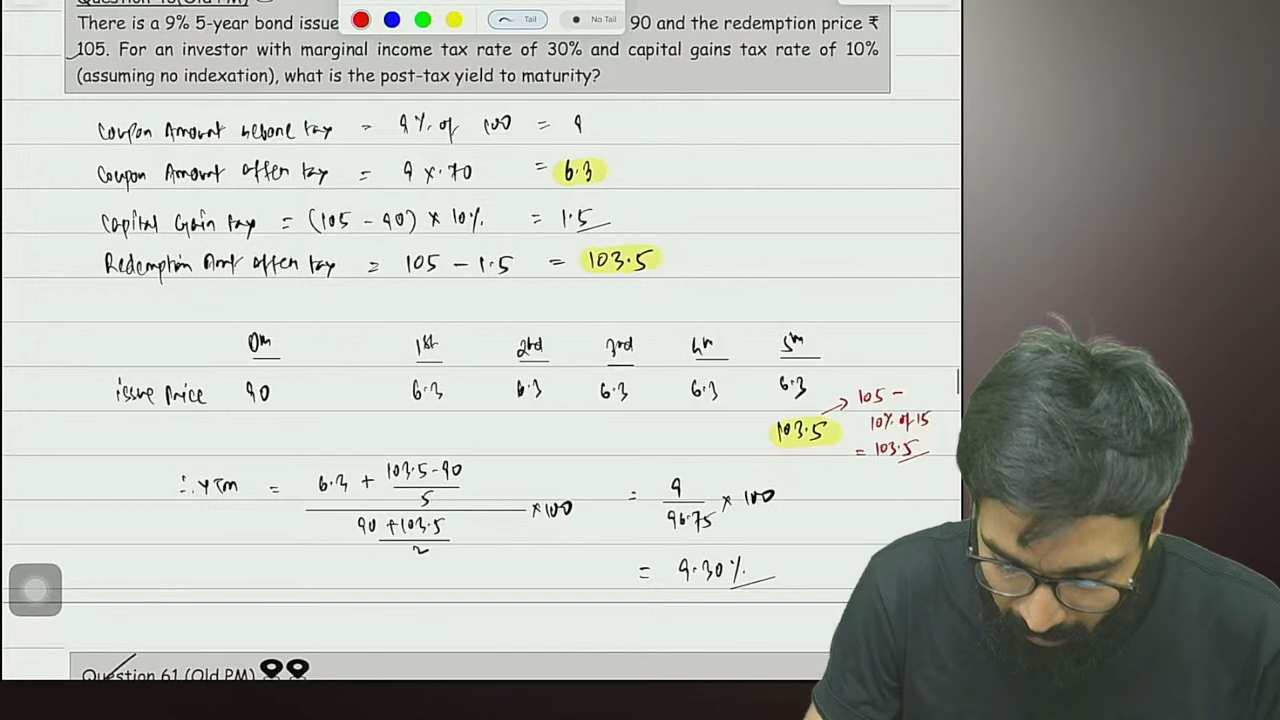 There is a 9% 5-year bond issue
Tail
No Tail
90 and the redemption price ₹
105. For an investor with marginal income tax rate of 30% and capital gains tax rate of 10%
(assuming no indexation), what is the post-tax yield to maturity?
Coupon Amount before tax = 9% of 100 = 9
Coupon Amount after tax = 9 x .70 = 6.3
Capital Gain tax = (105 - 90) x 10% = 1.5
Redemption Amt after tax = 105 - 1.5 = 103.5
0th 1st 2nd 3rd 4th 5th
issue price 90 6.3 6.3 6.3 6.3 6.3
103.5 → 105 -
10% of 15
= 103.5
∴ YTM = 6.3 + 103.5-90 / 5 x 100 = 9 / 96.75 x 100
90 + 103.5 / 2
= 9.30%
Question 61 (Old PM)